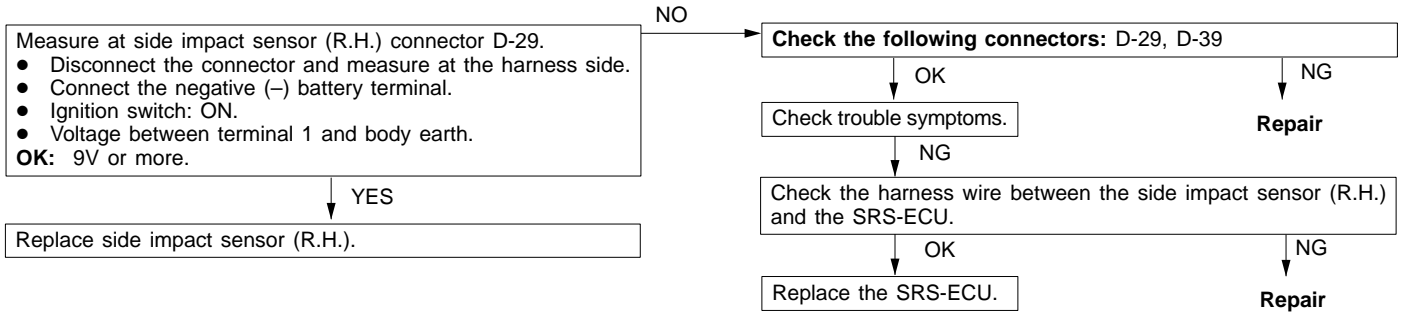 Measure at side impact sensor (R.H.) connector D-29.
● Disconnect the connector and measure at the harness side.
● Connect the negative (–) battery terminal.
● Ignition switch: ON.
● Voltage between terminal 1 and body earth.
OK: 9V or more.
YES
Replace side impact sensor (R.H.).
NO
Check the following connectors: D-29, D-39
OK
NG
Check trouble symptoms.
Repair
NG
Check the harness wire between the side impact sensor (R.H.)
and the SRS-ECU.
OK
NG
Replace the SRS-ECU.
Repair